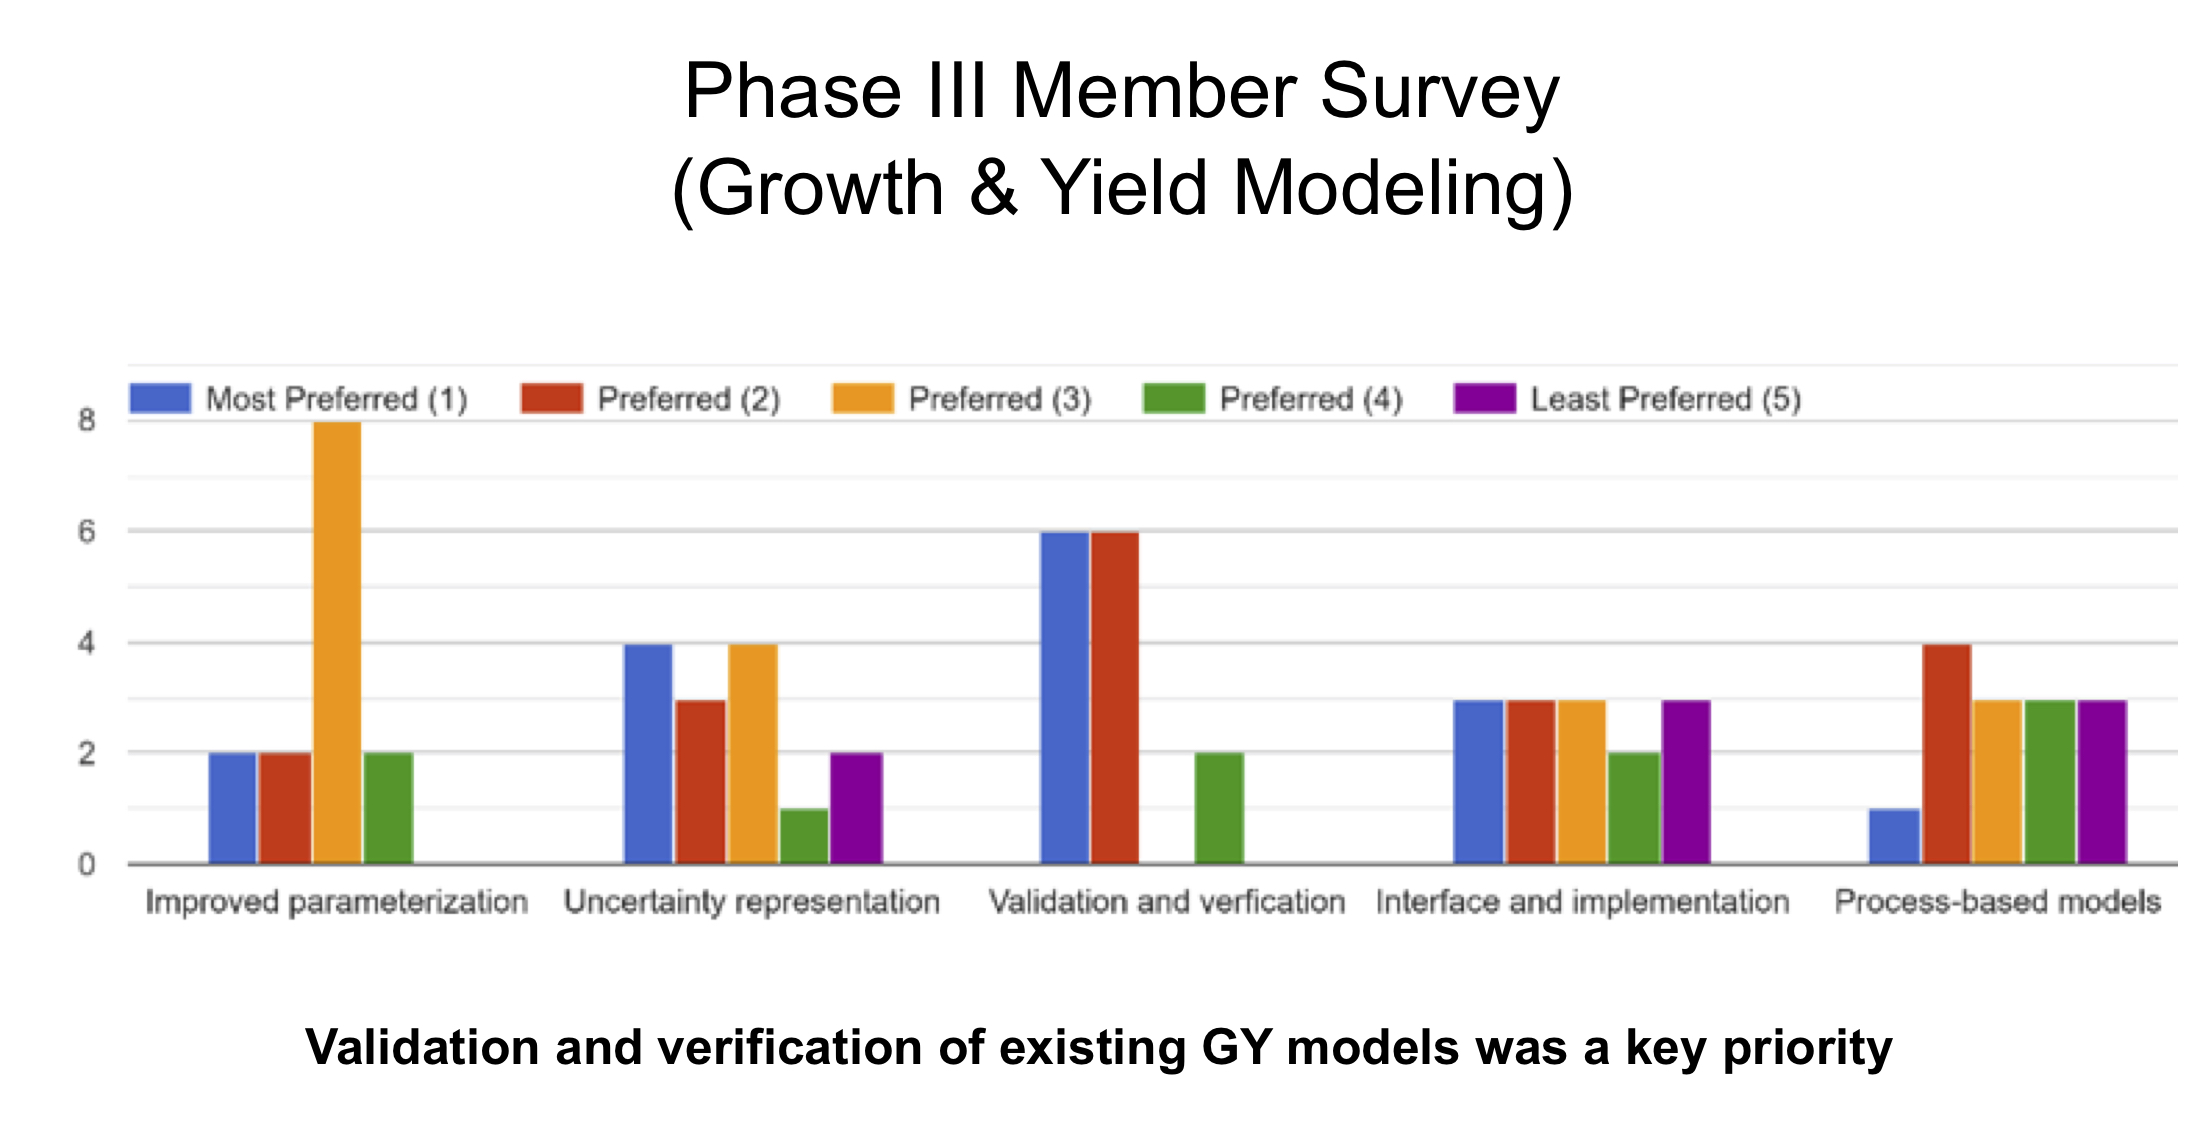 Phase III Member Survey
(Growth & Yield Modeling)
Most Preferred (1) Preferred (2) Preferred (3) Preferred (4) Least Preferred (5)
8
6
4
2
0
Improved parameterization Uncertainty representation Validation and verfication Interface and implementation Process-based models
Validation and verification of existing GY models was a key priority